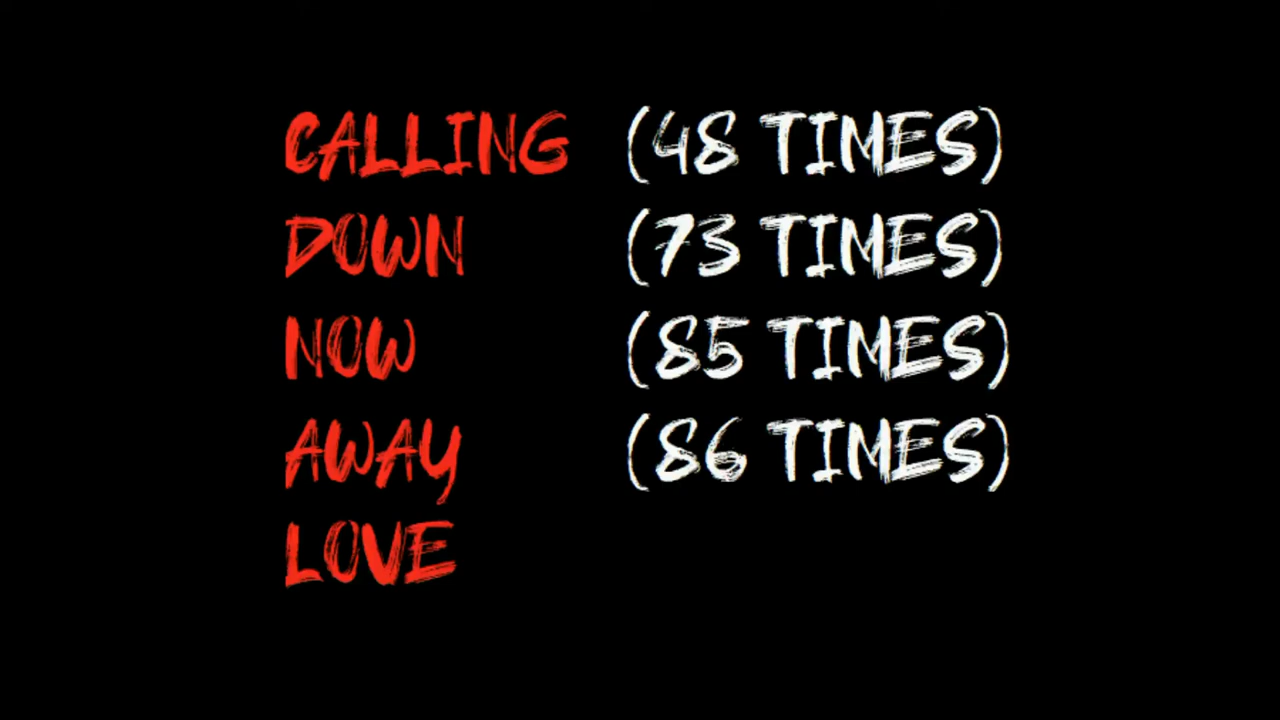 CALLING (48 TIMES)
DOWN (73 TIMES)
NOW (85 TIMES)
AWAY (86 TIMES)
LOVE